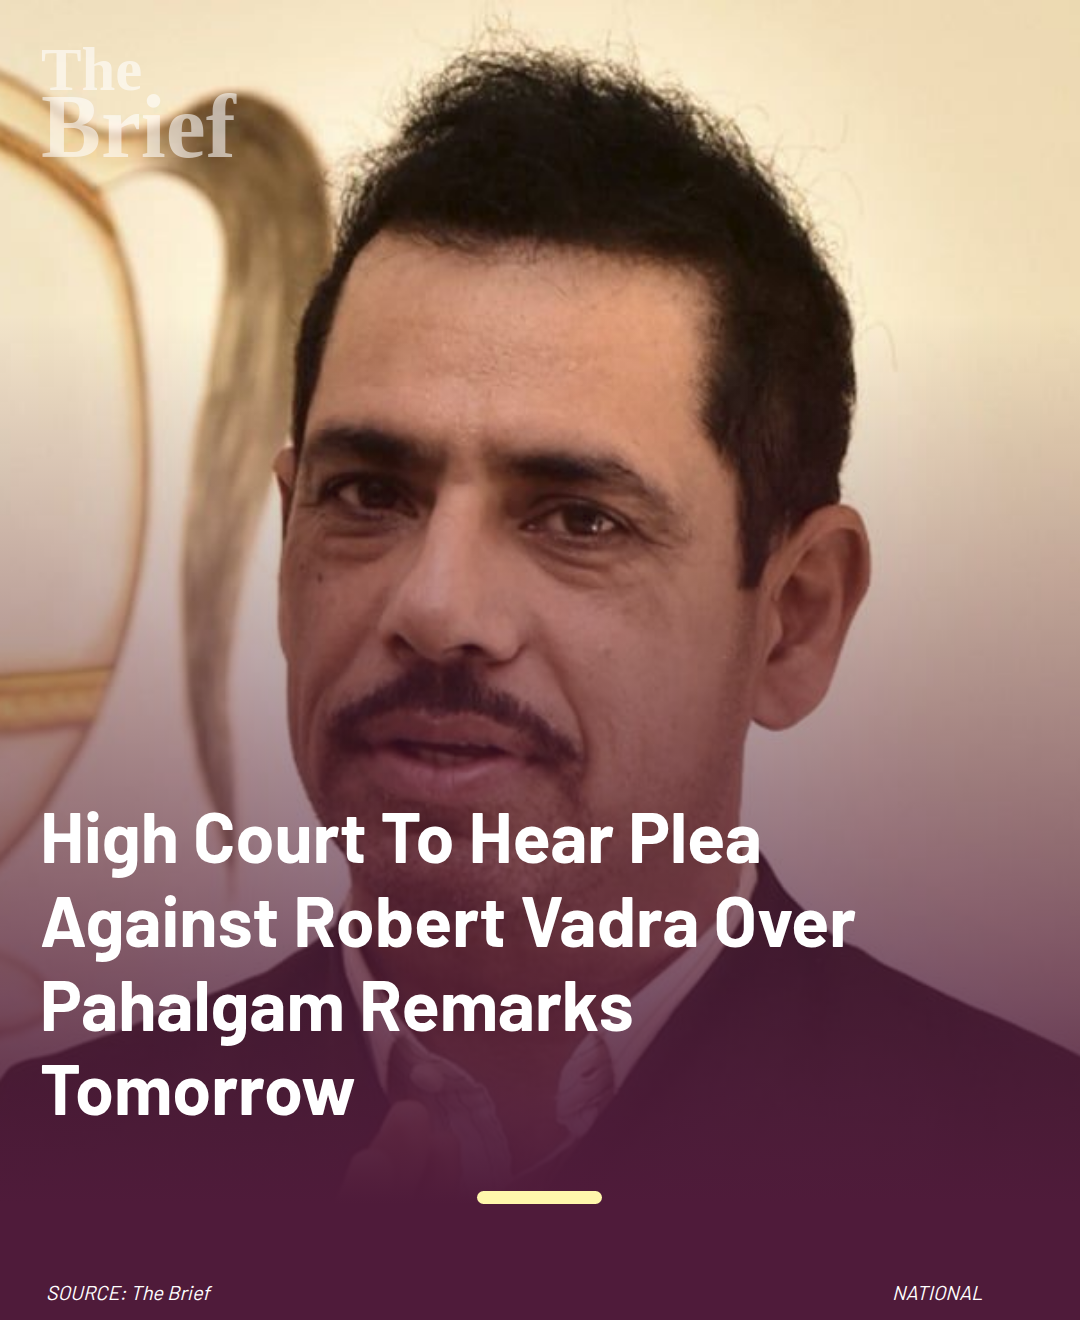 The
Brief
High Court To Hear Plea
Against Robert Vadra Over
Pahalgam Remarks
Tomorrow
SOURCE: The Brief
NATIONAL